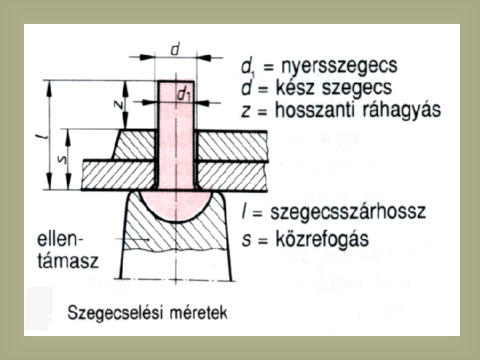 d
d₁ = nyersszegecs
d = kész szegecs
z = hosszanti ráhagyás
z
d₁
l
s
l = szegecsszárhossz
s = közrefogás
ellen-
támasz
Szegecselési méretek